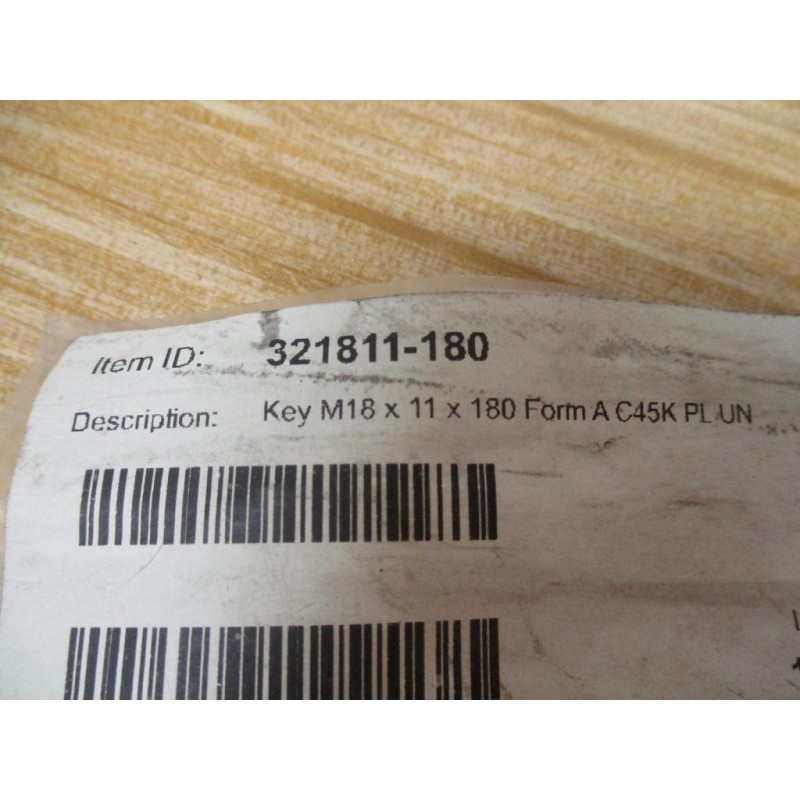 Item ID: 321811-180
Description: Key M18 x 11 x 180 Form A C45K PL UN